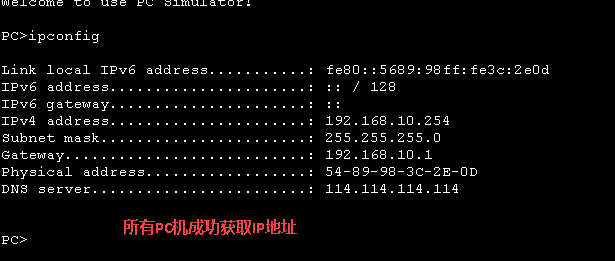 Welcome to use PC Simulator!
PC>ipconfig
Link local IPv6 address...........: fe80::5689:98ff:fe3c:2e0d
IPv6 address......................: :: / 128
IPv6 gateway......................: ::
IPv4 address......................: 192.168.10.254
Subnet mask.......................: 255.255.255.0
Gateway...........................: 192.168.10.1
Physical address..................: 54-89-98-3C-2E-0D
DNS server........................: 114.114.114.114
所有PC机成功获取IP地址
PC>